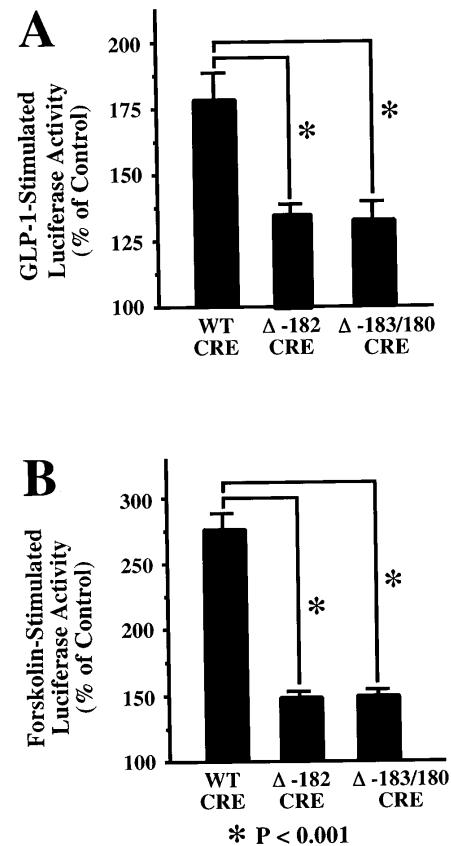 A
GLP-1-Stimulated
Luciferase Activity
(% of Control)
200
175
150
125
100
*
*
WT
CRE
Δ -182
CRE
Δ -183/180
CRE
B
Forskolin-Stimulated
Luciferase Activity
(% of Control)
300
250
200
150
100
*
*
WT
CRE
Δ -182
CRE
Δ -183/180
CRE
* P < 0.001